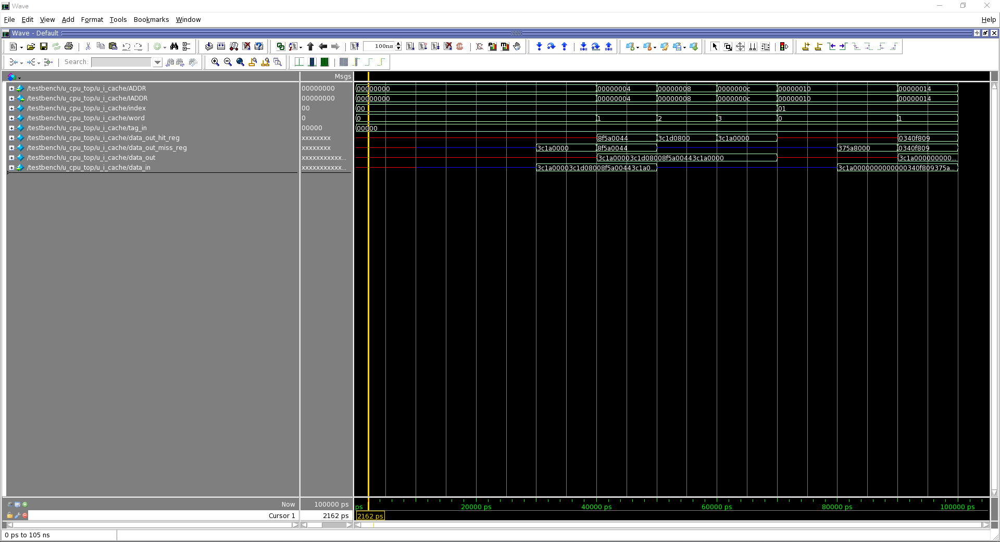 Wave
File Edit View Add Format Tools Bookmarks Window Help
Wave - Default
100ns
Search:
Msgs
/testbench/u_cpu_top/u_i_cache/ADDR 00000000 00000000 00000004 00000008 0000000c 00000010 00000014
/testbench/u_cpu_top/u_i_cache/IADDR 00000000 00000000 00000004 00000008 0000000c 00000010 00000014
/testbench/u_cpu_top/u_i_cache/index 00 00 01
/testbench/u_cpu_top/u_i_cache/word 0 0 1 2 3 0 1
/testbench/u_cpu_top/u_i_cache/tag_in 00000 00000
/testbench/u_cpu_top/u_i_cache/data_out_hit_reg xxxxxxxx 8f5a0044 3c1d0800 3c1a0000 0340f809
/testbench/u_cpu_top/u_i_cache/data_out_miss_reg xxxxxxxx 3c1a0000 8f5a0044 375a8000 0340f809
/testbench/u_cpu_top/u_i_cache/data_out xxxxxxxxxxx... 3c1a00003c1d08008f5a00443c1a0000 3c1a000000000...
/testbench/u_cpu_top/u_i_cache/data_in xxxxxxxxxxx... 3c1a00003c1d08008f5a00443c1a0... 3c1a0000000000000340f809375a...
Now 100000 ps ps 20000 ps 40000 ps 60000 ps 80000 ps 100000 ps
Cursor 1 2162 ps 2162 ps
0 ps to 105 ns